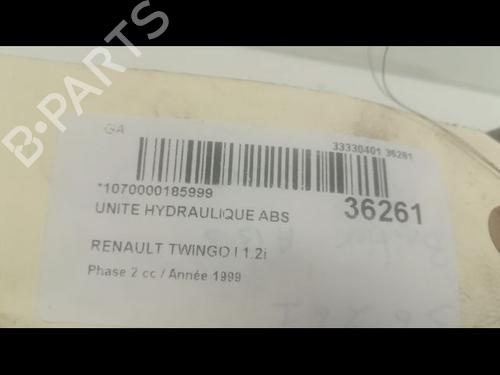 GA
33330401 36261
*1070000185999
UNITE HYDRAULIQUE ABS
36261
RENAULT TWINGO I 1.2i
Phase 2 cc / Année 1999
B-PARTS